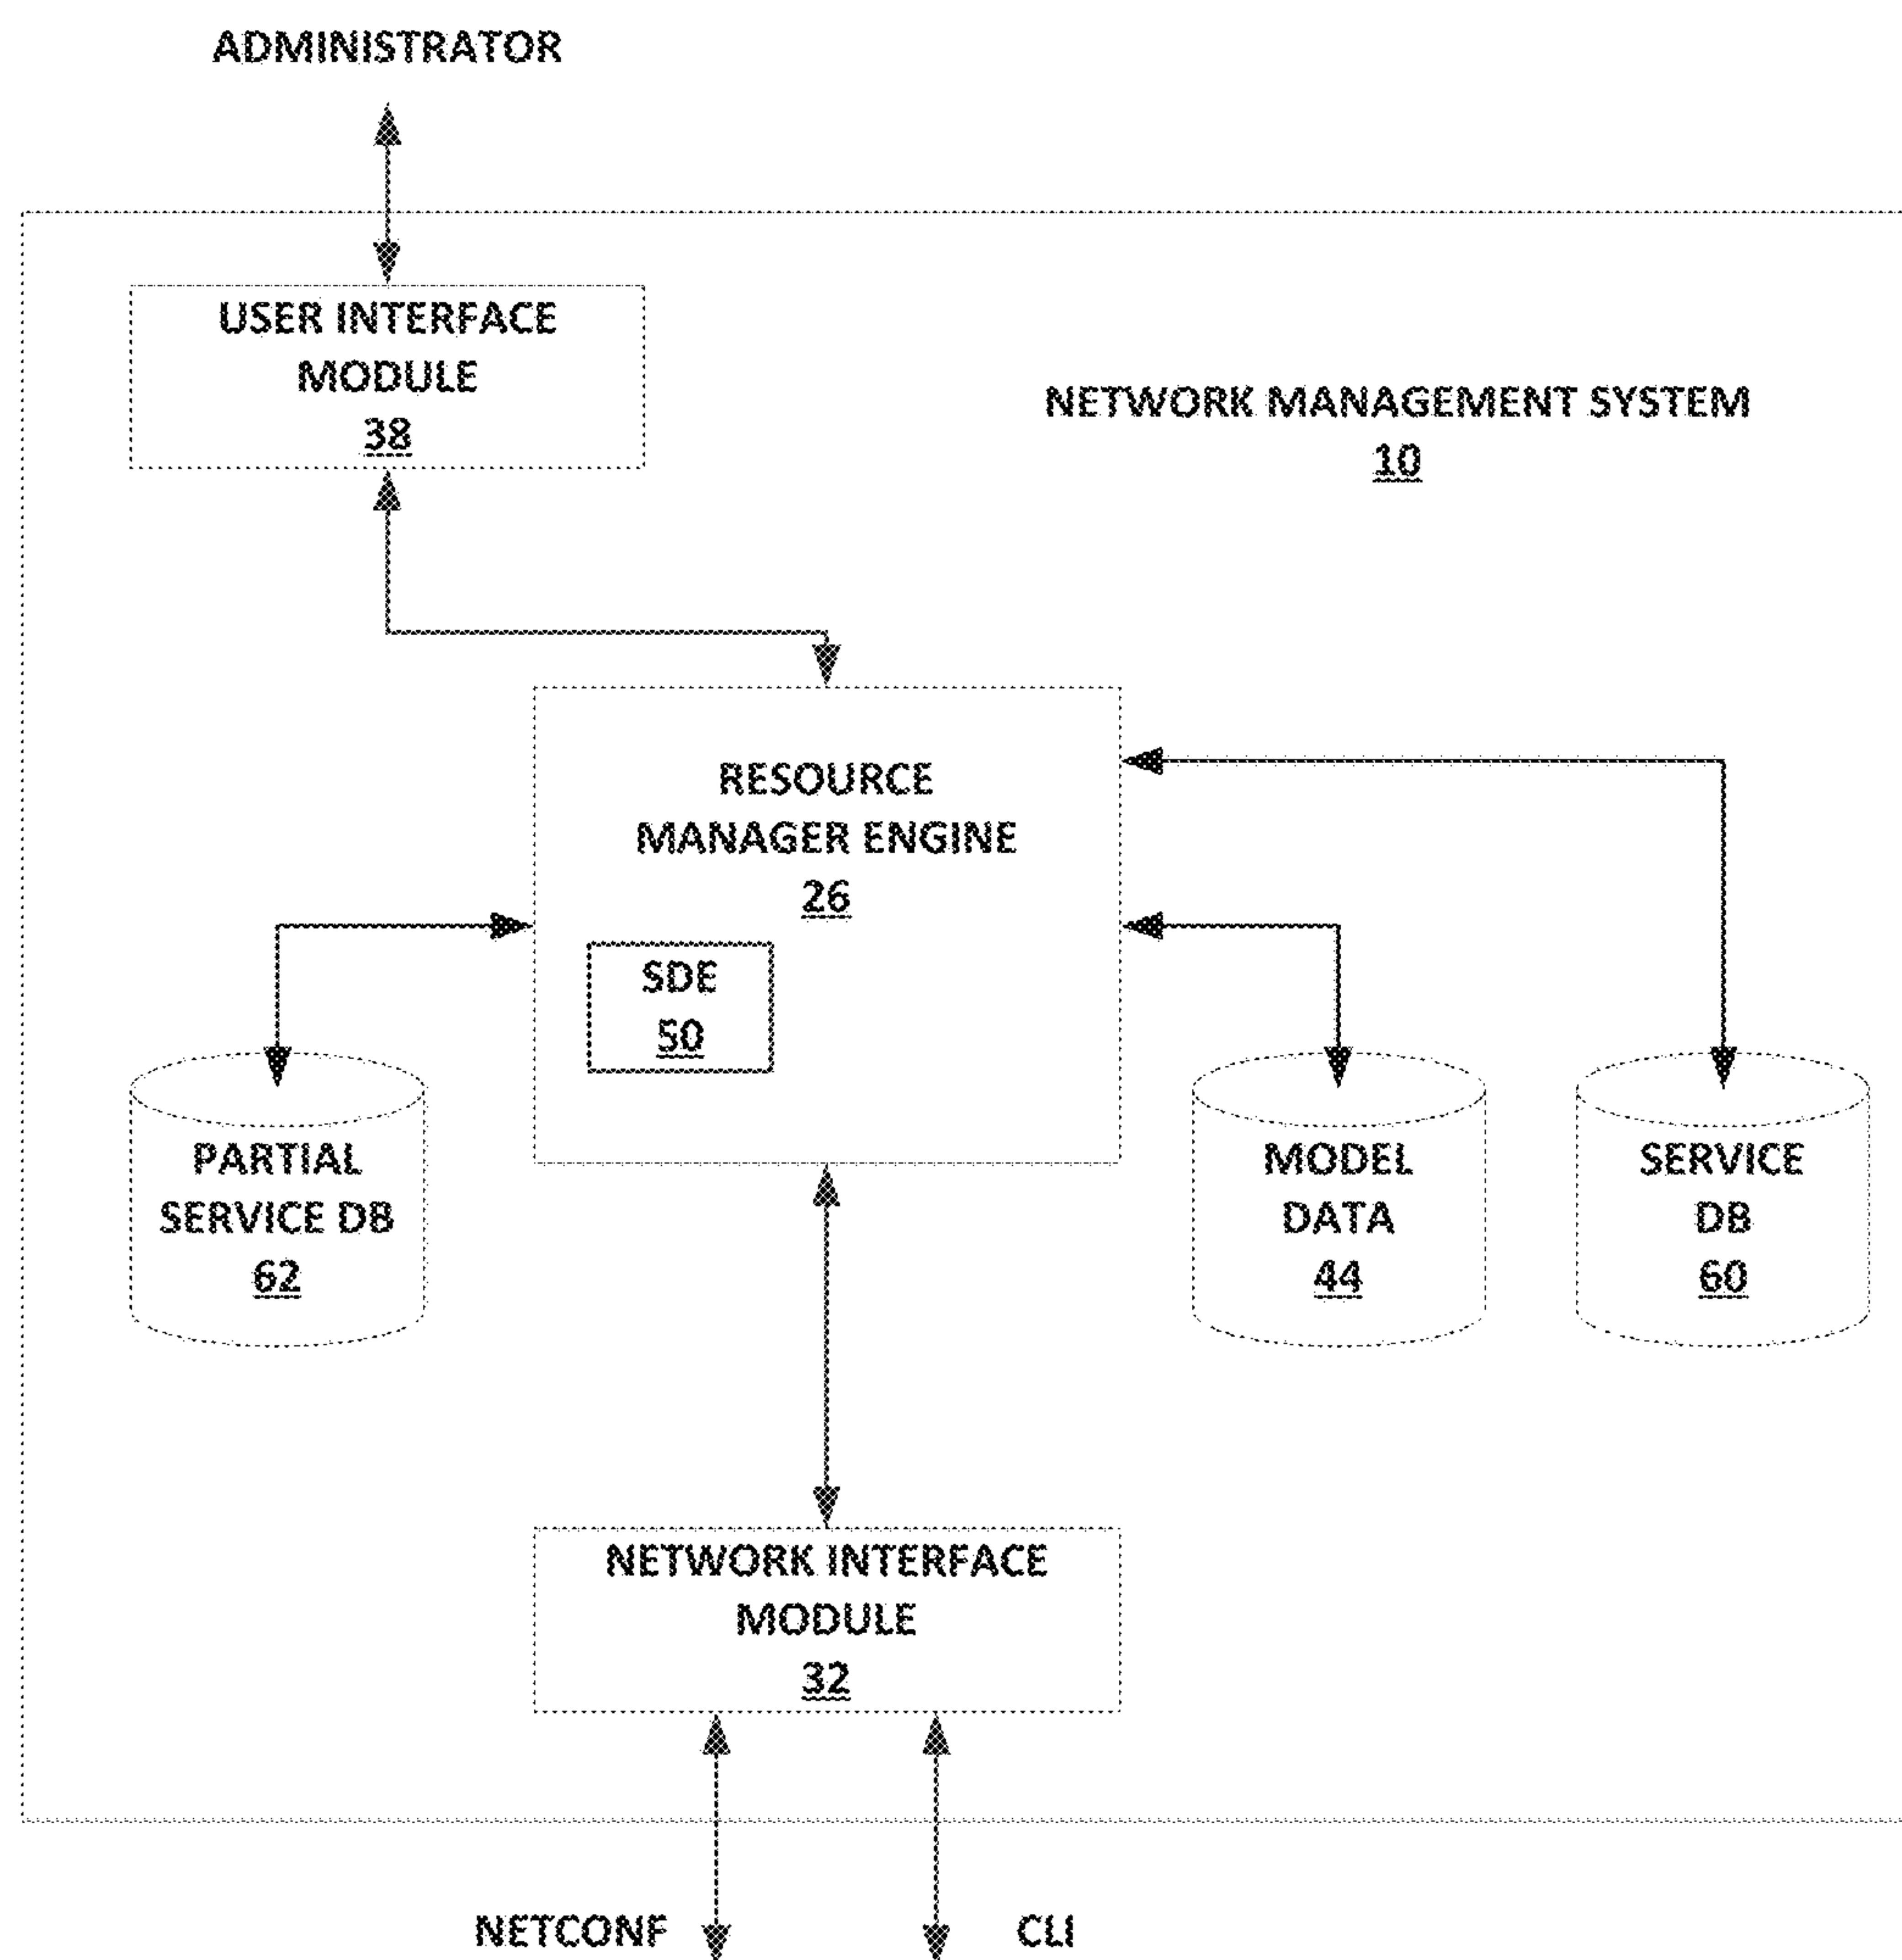 ADMINISTRATOR
USER INTERFACE
MODULE
38
NETWORK MANAGEMENT SYSTEM
10
RESOURCE
MANAGER ENGINE
26
SDE
50
PARTIAL
SERVICE DB
62
MODEL
DATA
44
SERVICE
DB
60
NETWORK INTERFACE
MODULE
32
NETCONF
CLI